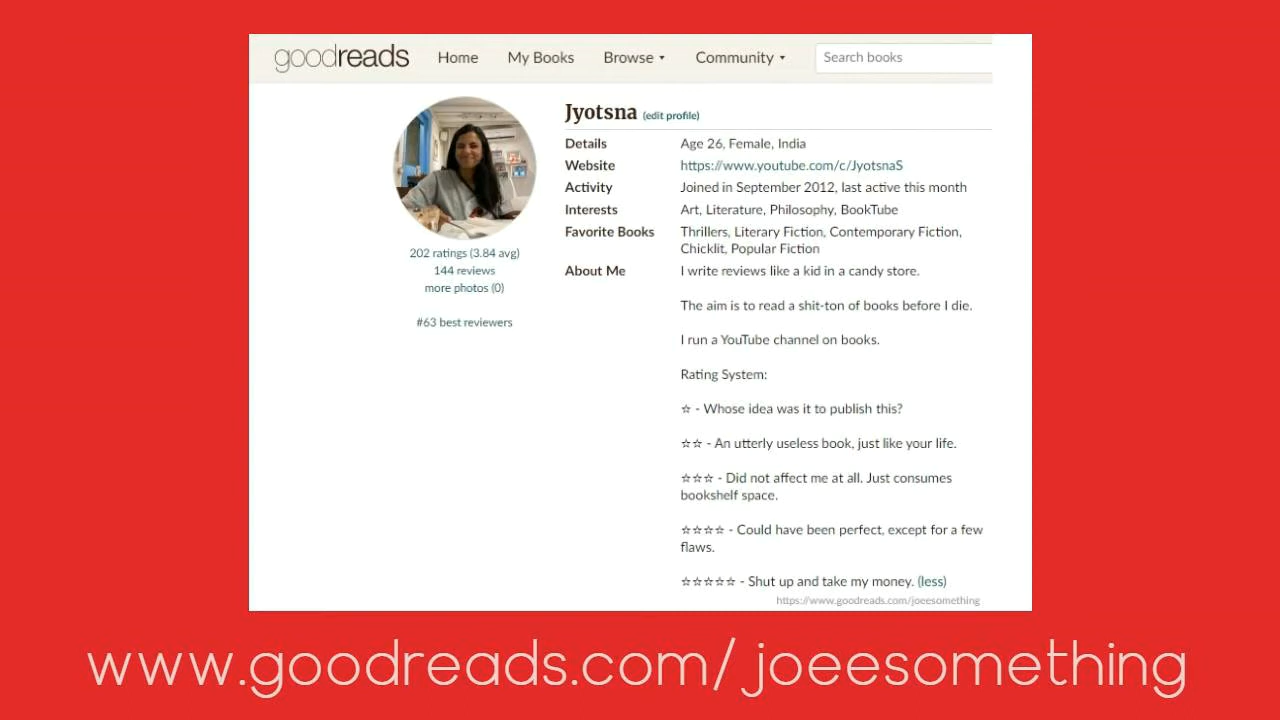 goodreads Home My Books Browse Community Search books
Jyotsna (edit profile)
Details Age 26, Female, India
Website https://www.youtube.com/c/JyotsnaS
Activity Joined in September 2012, last active this month
Interests Art, Literature, Philosophy, BookTube
Favorite Books Thrillers, Literary Fiction, Contemporary Fiction,
Chicklit, Popular Fiction
About Me I write reviews like a kid in a candy store.
The aim is to read a shit-ton of books before I die.
I run a YouTube channel on books.
Rating System:
☆ - Whose idea was it to publish this?
☆☆ - An utterly useless book, just like your life.
☆☆☆ - Did not affect me at all. Just consumes
bookshelf space.
☆☆☆☆ - Could have been perfect, except for a few
flaws.
☆☆☆☆☆ - Shut up and take my money. (less)
202 ratings (3.84 avg)
144 reviews
more photos (0)
#63 best reviewers
https://www.goodreads.com/joeesomething
www.goodreads.com/joeesomething